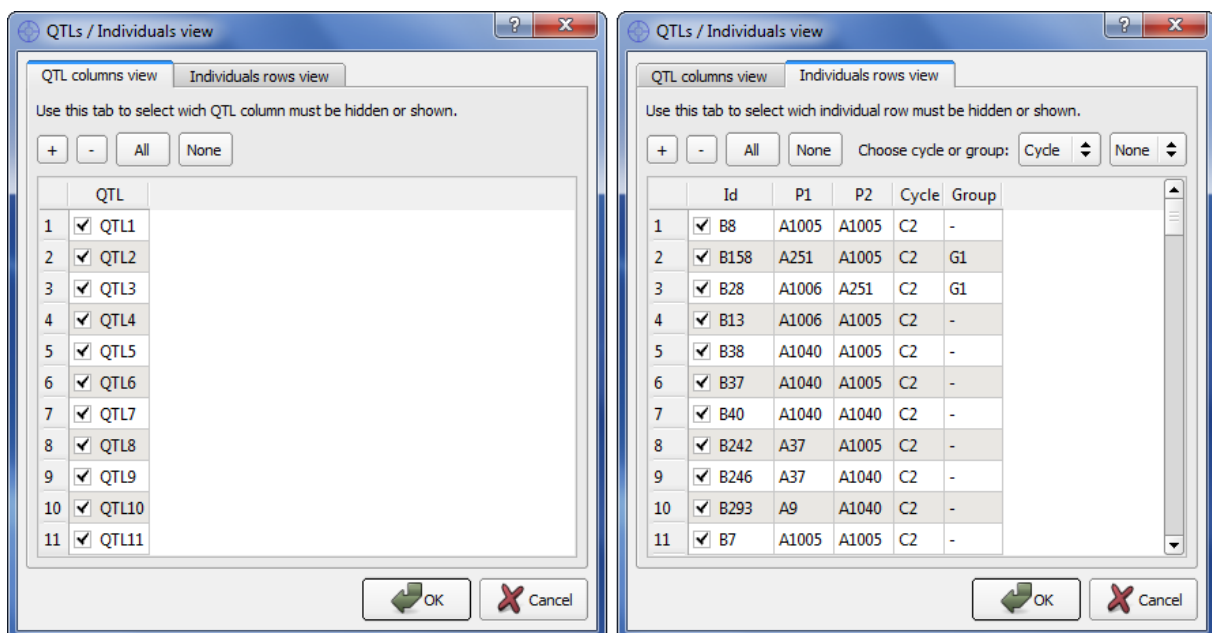 QTLs / Individuals view
?
X
QTL columns view Individuals rows view
Use this tab to select wich QTL column must be hidden or shown.
+ - All None
QTL
1 QTL1
2 QTL2
3 QTL3
4 QTL4
5 QTL5
6 QTL6
7 QTL7
8 QTL8
9 QTL9
10 QTL10
11 QTL11
OK Cancel
QTLs / Individuals view
?
X
QTL columns view Individuals rows view
Use this tab to select wich individual row must be hidden or shown.
+ - All None Choose cycle or group: Cycle None
Id P1 P2 Cycle Group
1 B8 A1005 A1005 C2 -
2 B158 A251 A1005 C2 G1
3 B28 A1006 A251 C2 G1
4 B13 A1006 A1005 C2 -
5 B38 A1040 A1005 C2 -
6 B37 A1040 A1005 C2 -
7 B40 A1040 A1040 C2 -
8 B242 A37 A1005 C2 -
9 B246 A37 A1040 C2 -
10 B293 A9 A1040 C2 -
11 B7 A1005 A1005 C2 -
OK Cancel